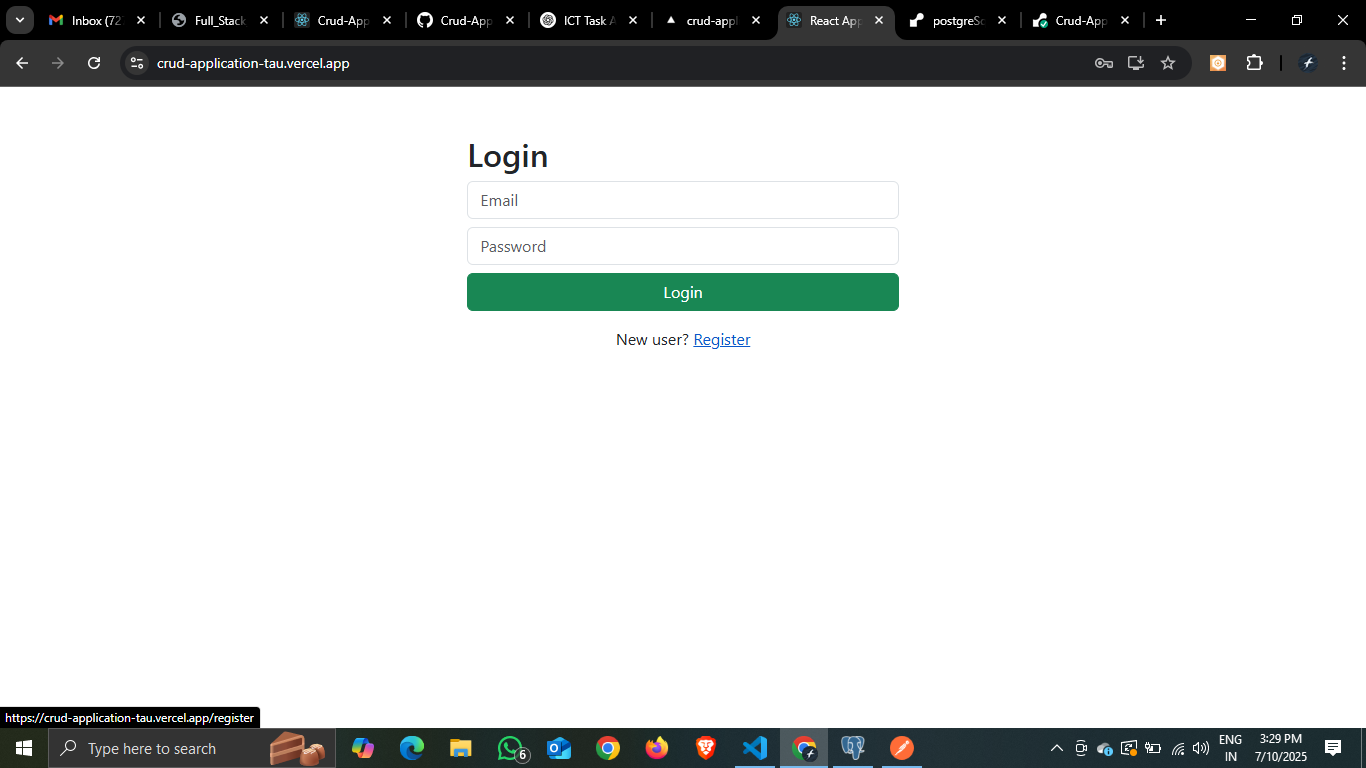 Inbox (72
Full_Stack
Crud-App
Crud-App
ICT Task A
crud-appl
React App
postgreSc
Crud-App
crud-application-tau.vercel.app
Login
Email
Password
Login
New user? Register
https://crud-application-tau.vercel.app/register
Type here to search
6
ENG
IN
3:29 PM
7/10/2025